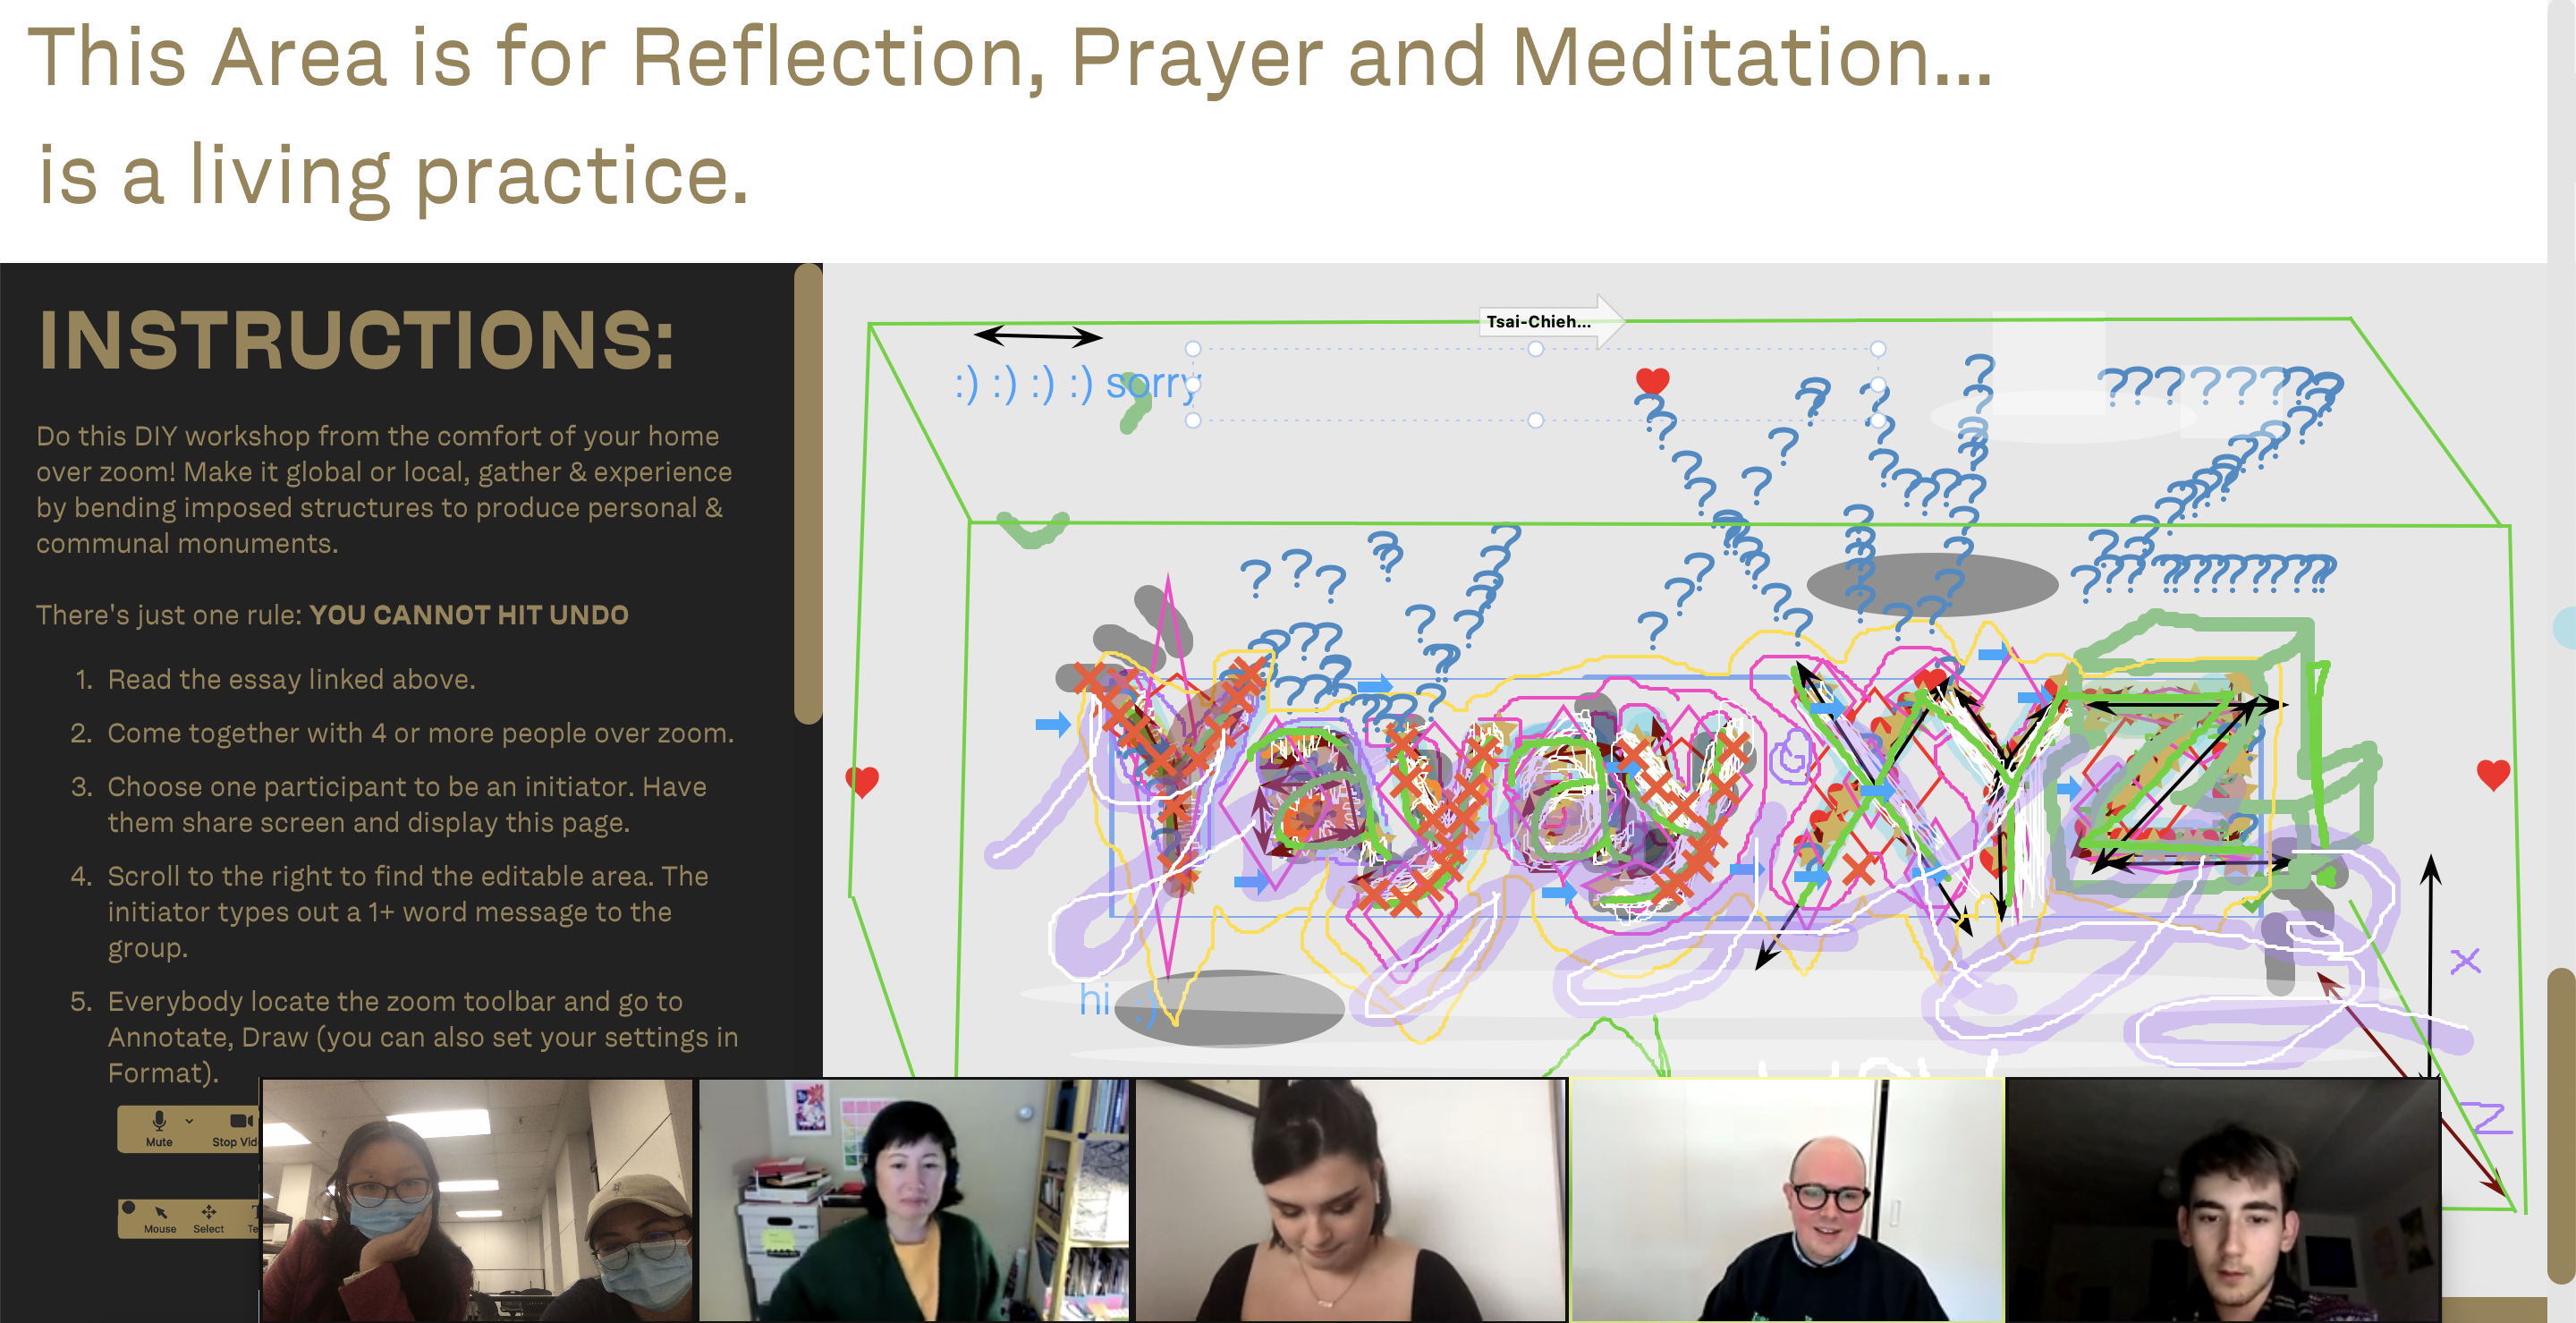 This Area is for Reflection, Prayer and Meditation...
is a living practice.
INSTRUCTIONS:
Do this DIY workshop from the comfort of your home
over zoom! Make it global or local, gather & experience
by bending imposed structures to produce personal &
communal monuments.
There's just one rule: YOU CANNOT HIT UNDO
1. Read the essay linked above.
2. Come together with 4 or more people over zoom.
3. Choose one participant to be an initiator. Have
them share screen and display this page.
4. Scroll to the right to find the editable area. The
initiator types out a 1+ word message to the
group.
5. Everybody locate the zoom toolbar and go to
Annotate, Draw (you can also set your settings in
Format).
Mute Stop
Mouse Select
Tsai-Chieh...
:) :) :) :) sorry
? ? ? ? ? ? ?
YayayXYZ
G
hi :)
X
Z